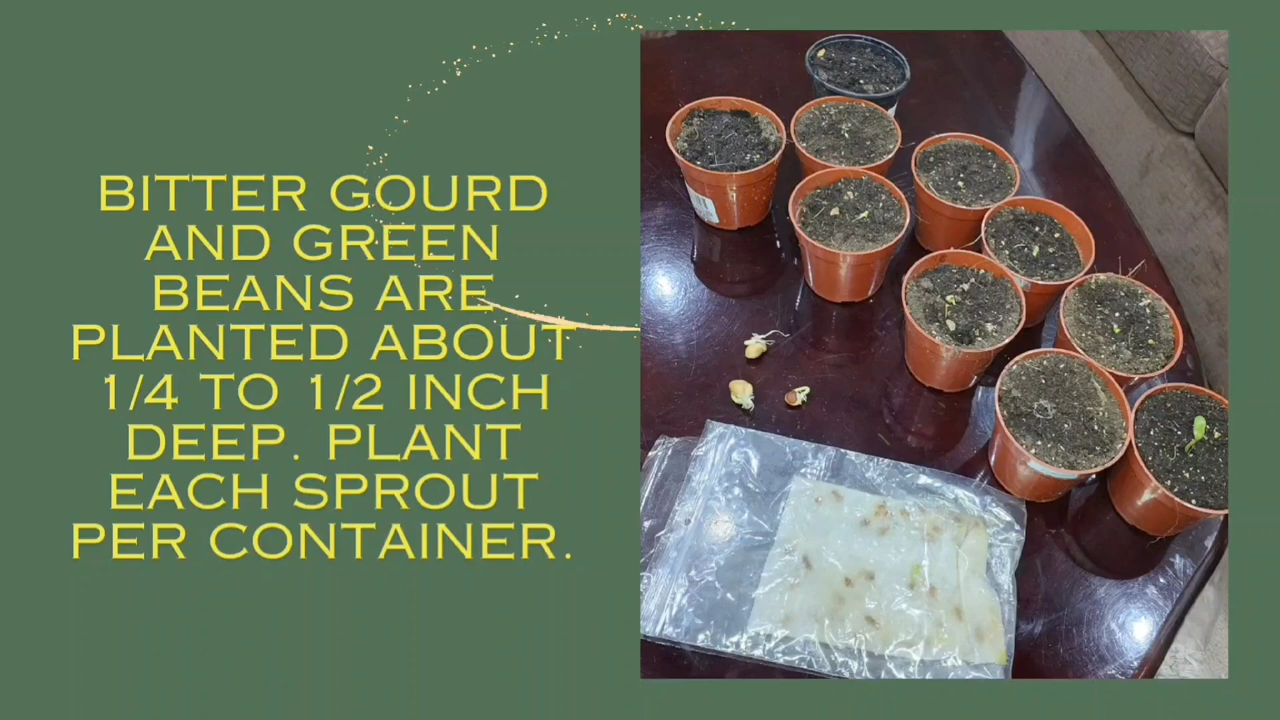 BITTER GOURD
AND GREEN
BEANS ARE
PLANTED ABOUT
1/4 TO 1/2 INCH
DEEP. PLANT
EACH SPROUT
PER CONTAINER.